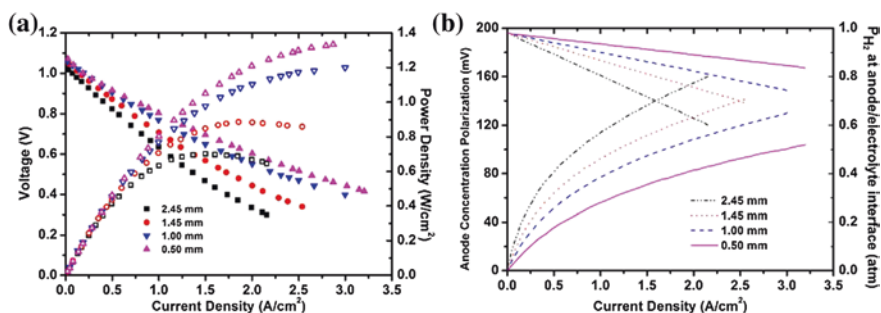 (a)
1.2
1.0
0.8
0.6
0.4
0.2
0.0
Voltage (V)
1.4
1.2
1.0
0.8
0.6
0.4
0.2
0.0
Power Density (W/cm²)
2.45 mm
1.45 mm
1.00 mm
0.50 mm
0.0 0.5 1.0 1.5 2.0 2.5 3.0 3.5
Current Density (A/cm²)
(b)
200
160
120
80
40
0
Anode Concentration Polarization (mV)
1.0
0.8
0.6
0.4
0.2
0.0
P̄H₂ at anode/electrolyte interface (atm)
2.45 mm
1.45 mm
1.00 mm
0.50 mm
0.0 0.5 1.0 1.5 2.0 2.5 3.0 3.5
Current Density (A/cm²)